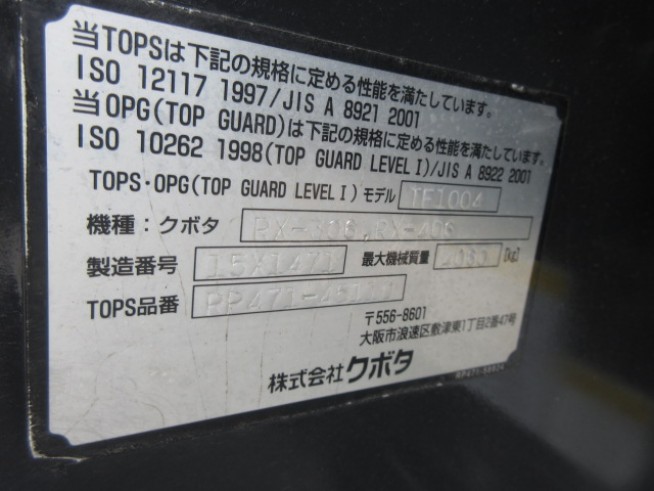 当TOPSは下記の規格に定める性能を満たしています。
ISO 12117 1997/JIS A 8921 2001
当OPG(TOP GUARD)は下記の規格に定める性能を満たしています。
ISO 10262 1998(TOP GUARD LEVEL I)/JIS A 8922 2001
TOPS・OPG(TOP GUARD LEVEL I)モデル TF1004
機種：クボタ RX-306,RX-406
製造番号 15X1471 最大機械質量 [kg]
TOPS品番
〒556-8601
大阪市浪速区敷津東1丁目2番47号
株式会社クボタ